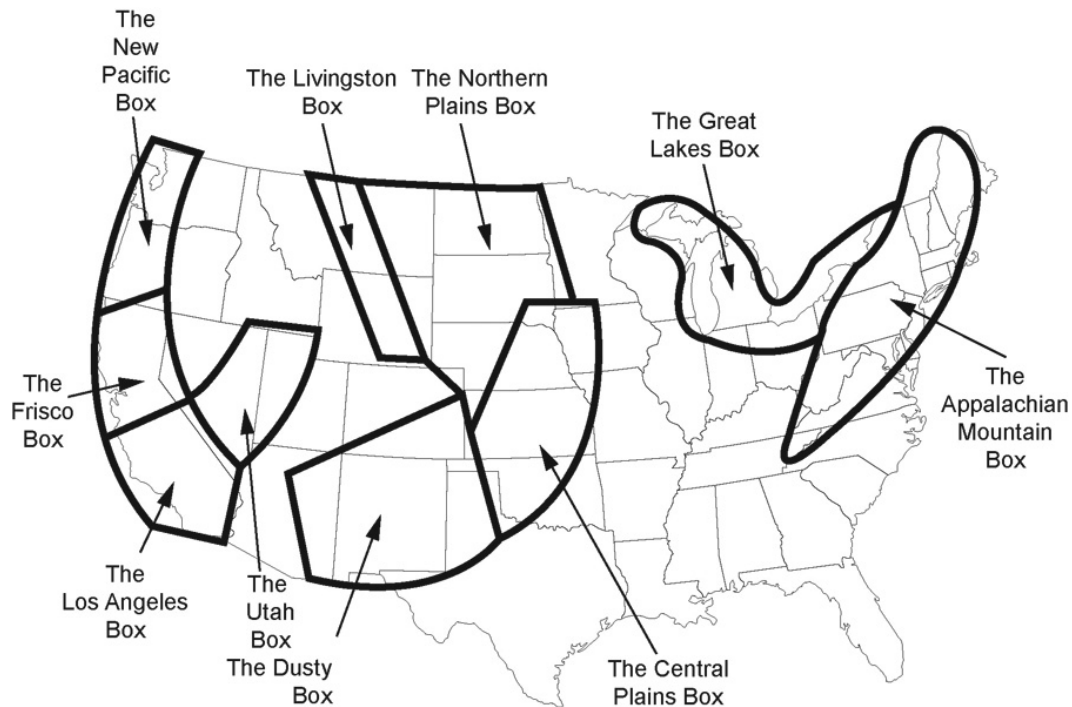 The
New
Pacific
Box
The Livingston
Box
The Northern
Plains Box
The Great
Lakes Box
The
Frisco
Box
The
Appalachian
Mountain
Box
The
Los Angeles
Box
The
Utah
Box
The Dusty
Box
The Central
Plains Box